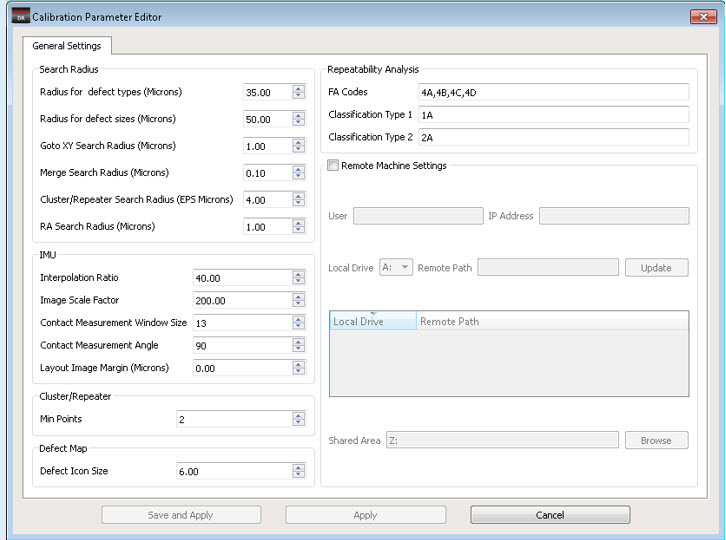 DR Calibration Parameter Editor
General Settings
Search Radius
Radius for defect types (Microns) 35.00
Radius for defect sizes (Microns) 50.00
Goto XY Search Radius (Microns) 1.00
Merge Search Radius (Microns) 0.10
Cluster/Repeater Search Radius (EPS Microns) 4.00
RA Search Radius (Microns) 1.00
IMU
Interpolation Ratio 40.00
Image Scale Factor 200.00
Contact Measurement Window Size 13
Contact Measurement Angle 90
Layout Image Margin (Microns) 0.00
Cluster/Repeater
Min Points 2
Defect Map
Defect Icon Size 6.00
Repeatability Analysis
FA Codes 4A,4B,4C,4D
Classification Type 1 1A
Classification Type 2 2A
Remote Machine Settings
User IP Address
Local Drive A: Remote Path Update
Local Drive Remote Path
Shared Area Z: Browse
Save and Apply Apply Cancel